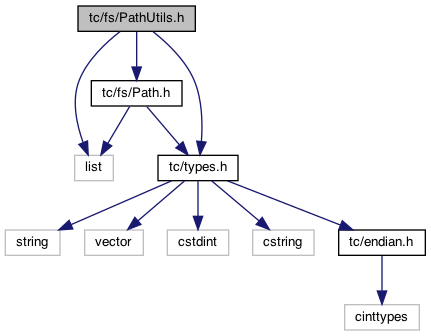 tc/fs/PathUtils.h
tc/fs/Path.h
list
tc/types.h
string
vector
cstdint
cstring
tc/endian.h
cinttypes